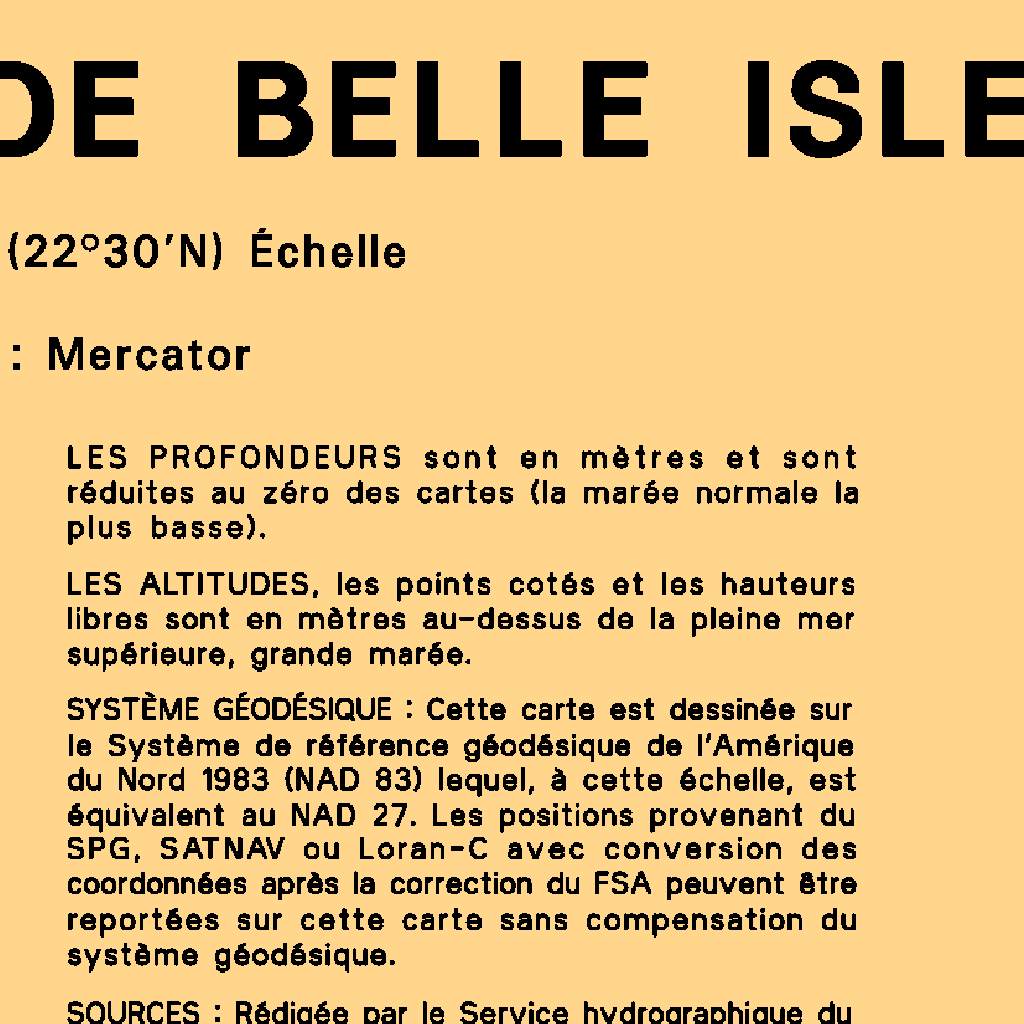 DE BELLE ISLE
(22°30'N) Échelle
: Mercator
LES PROFONDEURS sont en mètres et sont
réduites au zéro des cartes (la marée normale la
plus basse).
LES ALTITUDES, les points cotés et les hauteurs
libres sont en mètres au-dessus de la pleine mer
supérieure, grande marée.
SYSTÈME GÉODÉSIQUE : Cette carte est dessinée sur
le Système de référence géodésique de l'Amérique
du Nord 1983 (NAD 83) lequel, à cette échelle, est
équivalent au NAD 27. Les positions provenant du
SPG, SATNAV ou Loran-C avec conversion des
coordonnées après la correction du FSA peuvent être
reportées sur cette carte sans compensation du
système géodésique.
SOURCES : Rédigée par le Service hydrographique du